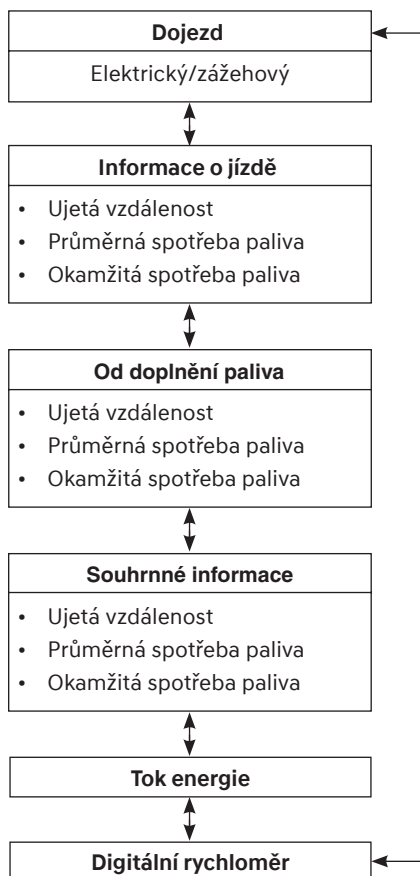 Dojezd
Elektrický/zážehový
Informace o jízdě
• Ujetá vzdálenost
• Průměrná spotřeba paliva
• Okamžitá spotřeba paliva
Od doplnění paliva
• Ujetá vzdálenost
• Průměrná spotřeba paliva
• Okamžitá spotřeba paliva
Souhrnné informace
• Ujetá vzdálenost
• Průměrná spotřeba paliva
• Okamžitá spotřeba paliva
Tok energie
Digitální rychloměr